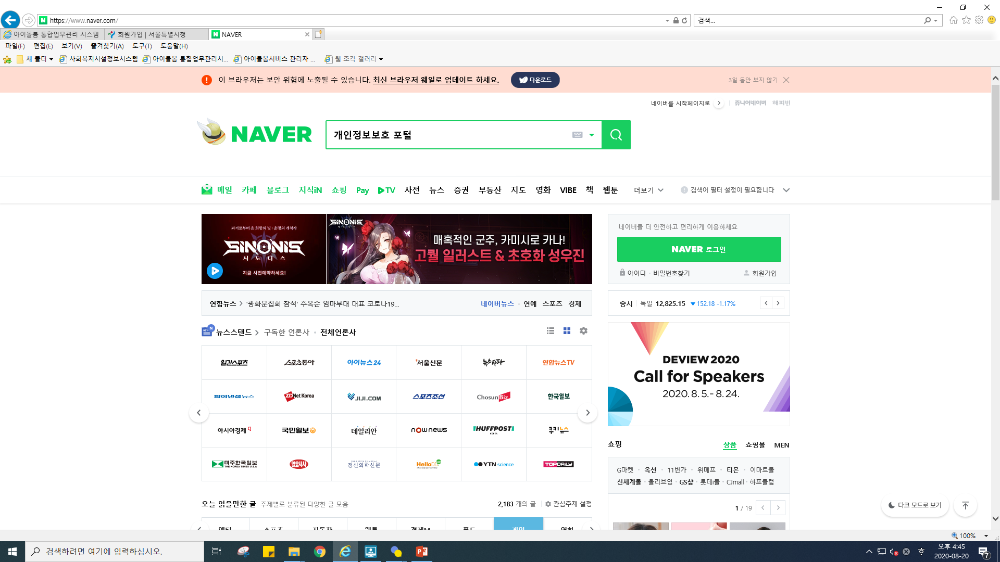 https://www.naver.com/
검색...
아이돌봄 통합업무관리 시스템
회원가입 | 서울특별시청
NAVER
파일(F) 편집(E) 보기(V) 즐겨찾기(A) 도구(T) 도움말(H)
새 폴더 사회복지시설정보시스템 아이돌봄 통합업무관리시... 아이돌봄서비스 관리자 ... 웹 조각 갤러리
이 브라우저는 보안 위험에 노출될 수 있습니다. 최신 브라우저 웨일로 업데이트 하세요. 다운로드 3일 동안 보지 않기
네이버를 시작페이지로 쥬니어네이버 해피빈
NAVER 개인정보보호 포털
메일 카페 블로그 지식iN 쇼핑 Pay TV 사전 뉴스 증권 부동산 지도 영화 VIBE 책 웹툰 더보기 검색어 필터 설정이 필요합니다
과거로부터 온 희망의 빛 : 운명의 개척자
SINONIS
시노니스
지금 사전예약하세요!
SINONIS
시노니스
매혹적인 군주, 카미시로 카나!
고퀄 일러스트 & 초호화 성우진
네이버를 더 안전하고 편리하게 이용하세요
NAVER 로그인
아이디 비밀번호찾기 회원가입
연합뉴스 '광화문집회 참석' 주옥순 엄마부대 대표 코로나19... 네이버뉴스 연예 스포츠 경제
증시 독일 12,825.15 ▼152.18 -1.17%
뉴스스탠드 구독한 언론사 전체언론사
일간스포츠 스포츠동아 아이뉴스24 서울신문 뉴스타파 연합뉴스TV
파이낸셜뉴스 ZDNet Korea JIJI.COM 스포츠조선 ChosunBiz 한국일보
아시아경제 국민일보 데일리안 nownews HUFFPOST KOREA 쿠키뉴스
미주한국일보 THE KOREA TIMES U.S.A 일요시사 정신의학신문 HelloDD YTN science TOPDAILY
DEVIEW 2020
Call for Speakers
2020. 8. 5.- 8. 24.
쇼핑 상품 쇼핑몰 MEN
G마켓 옥션 11번가 위메프 티몬 이마트몰
신세계몰 올리브영 GS샵 롯데i몰 CJmall 하프클럽
1 / 19
오늘 읽을만한 글 주제별로 분류된 다양한 글 모음 2,183 개의 글 관심주제 설정
다크 모드로 보기
100%
검색하려면 여기에 입력하십시오.
오후 4:45
2020-08-20
7